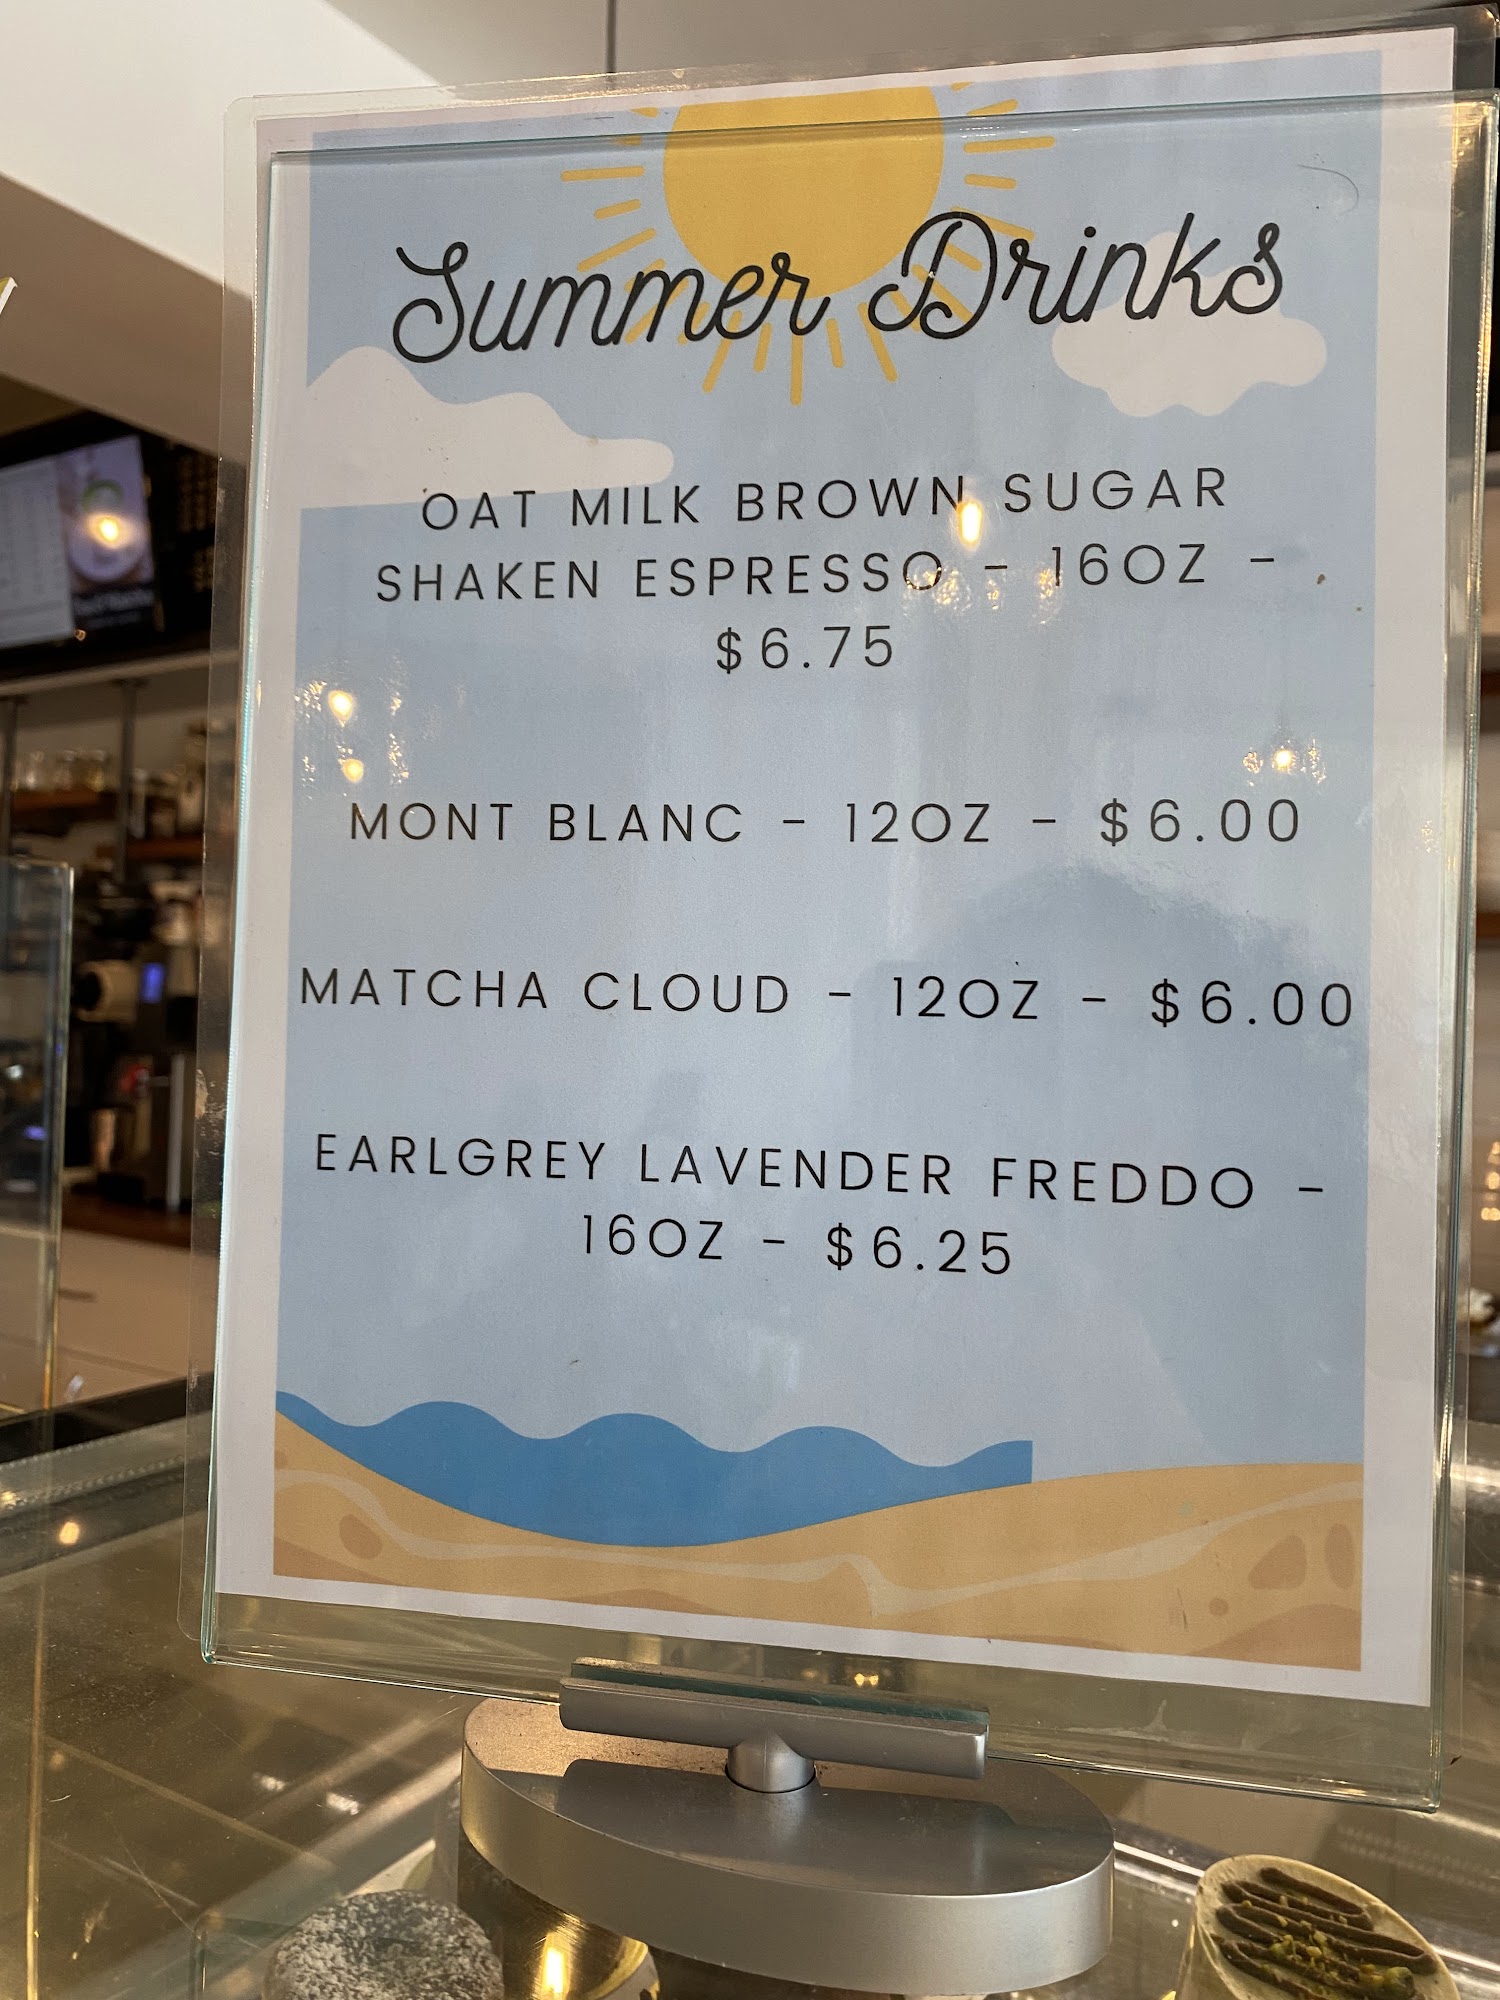 Summer Drinks
OAT MILK BROWN SUGAR
SHAKEN ESPRESSO - 16OZ -
$6.75
MONT BLANC - 12OZ - $6.00
MATCHA CLOUD - 12OZ - $6.00
EARLGREY LAVENDER FREDDO -
16OZ - $6.25